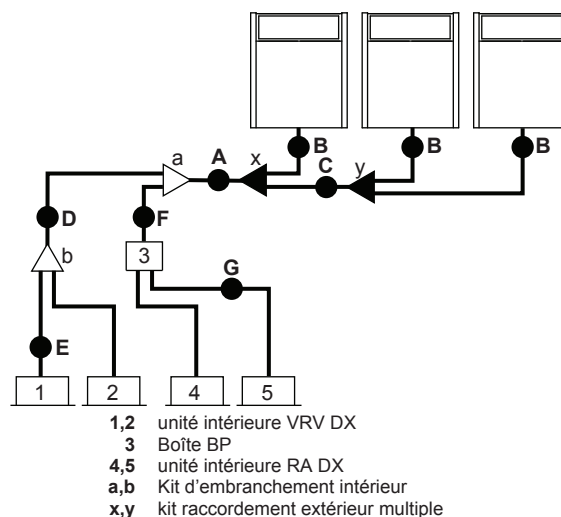 B
B
B
a
A
x
C
y
D
F
b
3
G
E
1
2
4
5
1,2 unité intérieure VRV DX
3 Boîte BP
4,5 unité intérieure RA DX
a,b Kit d'embranchement intérieur
x,y kit raccordement extérieur multiple